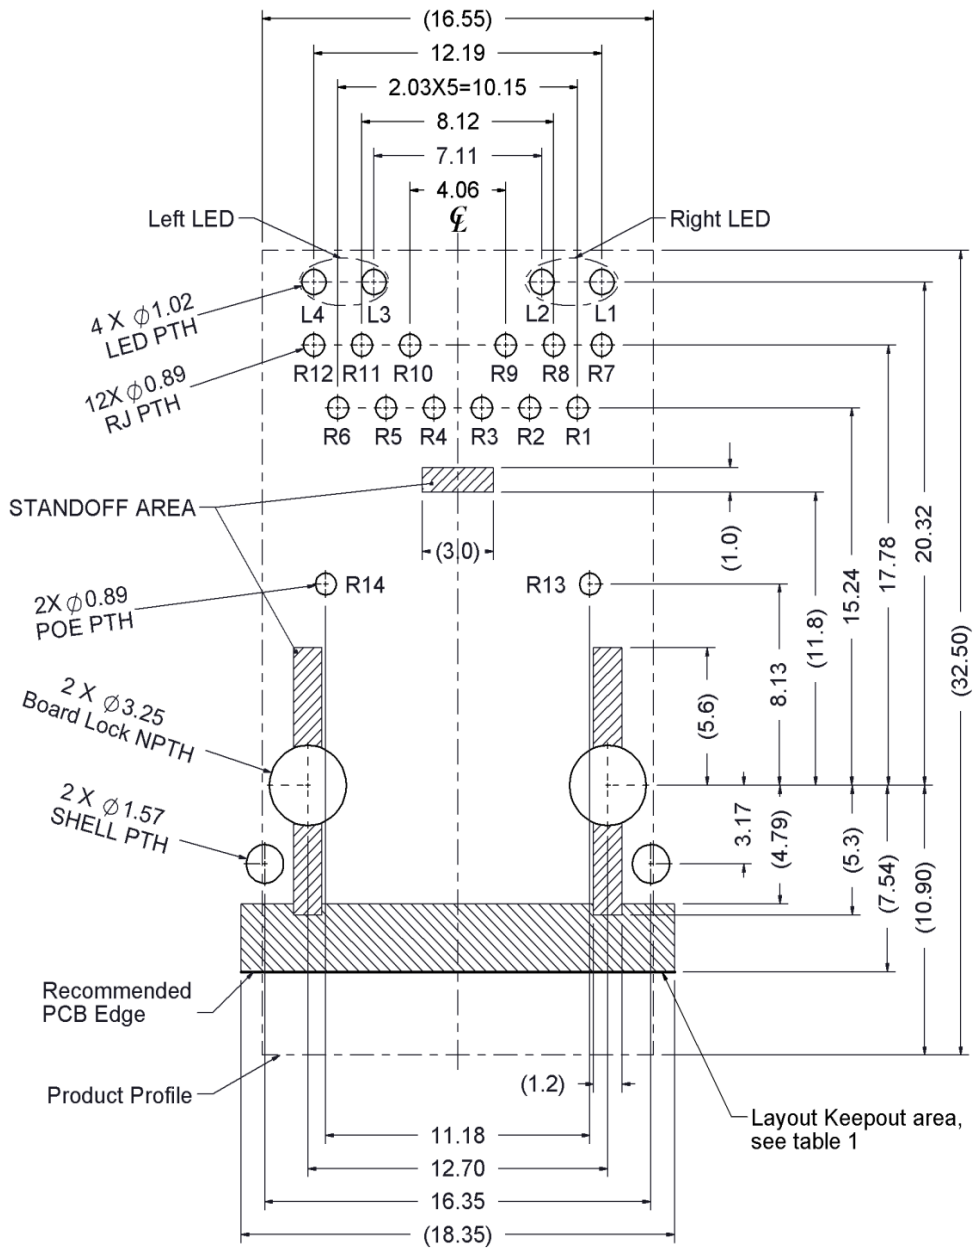 (16.55)
12.19
2.03X5=10.15
8.12
7.11
4.06
℄
Left LED
Right LED
L4
L3
L2
L1
4 X ∅1.02
LED PTH
R12
R11
R10
R9
R8
R7
12X ∅0.89
RJ PTH
R6
R5
R4
R3
R2
R1
STANDOFF AREA
(3.0)
(1.0)
20.32
17.78
15.24
(11.8)
8.13
(32.50)
R14
R13
2X ∅0.89
POE PTH
(5.6)
2 X ∅3.25
Board Lock NPTH
2 X ∅1.57
SHELL PTH
3.17
(4.79)
(5.3)
(7.54)
(10.90)
Recommended
PCB Edge
Product Profile
(1.2)
Layout Keepout area,
see table 1
11.18
12.70
16.35
(18.35)